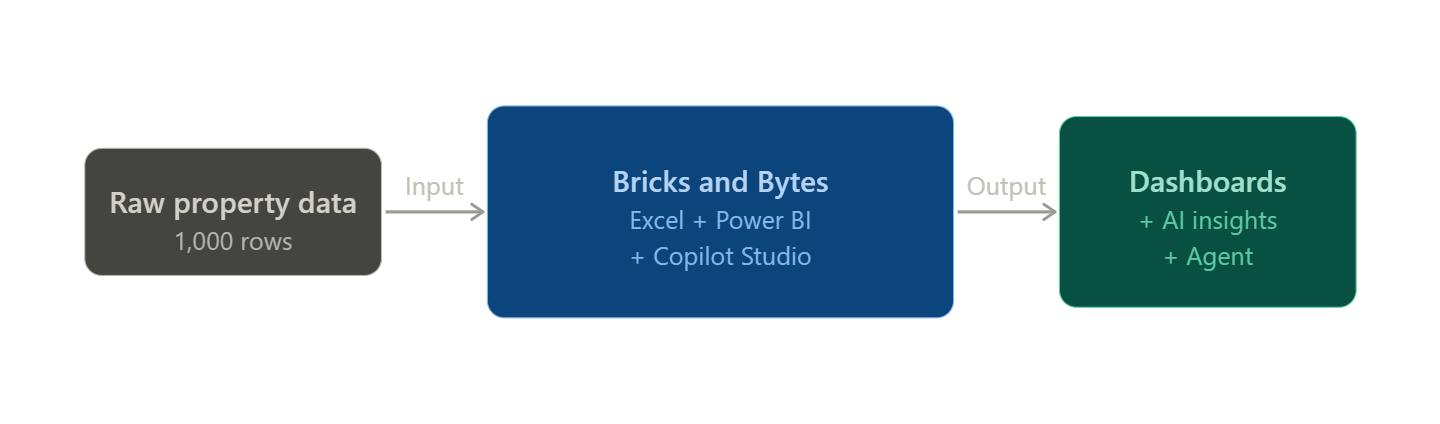 Raw property data
1,000 rows
Input
Bricks and Bytes
Excel + Power BI
+ Copilot Studio
Output
Dashboards
+ AI insights
+ Agent